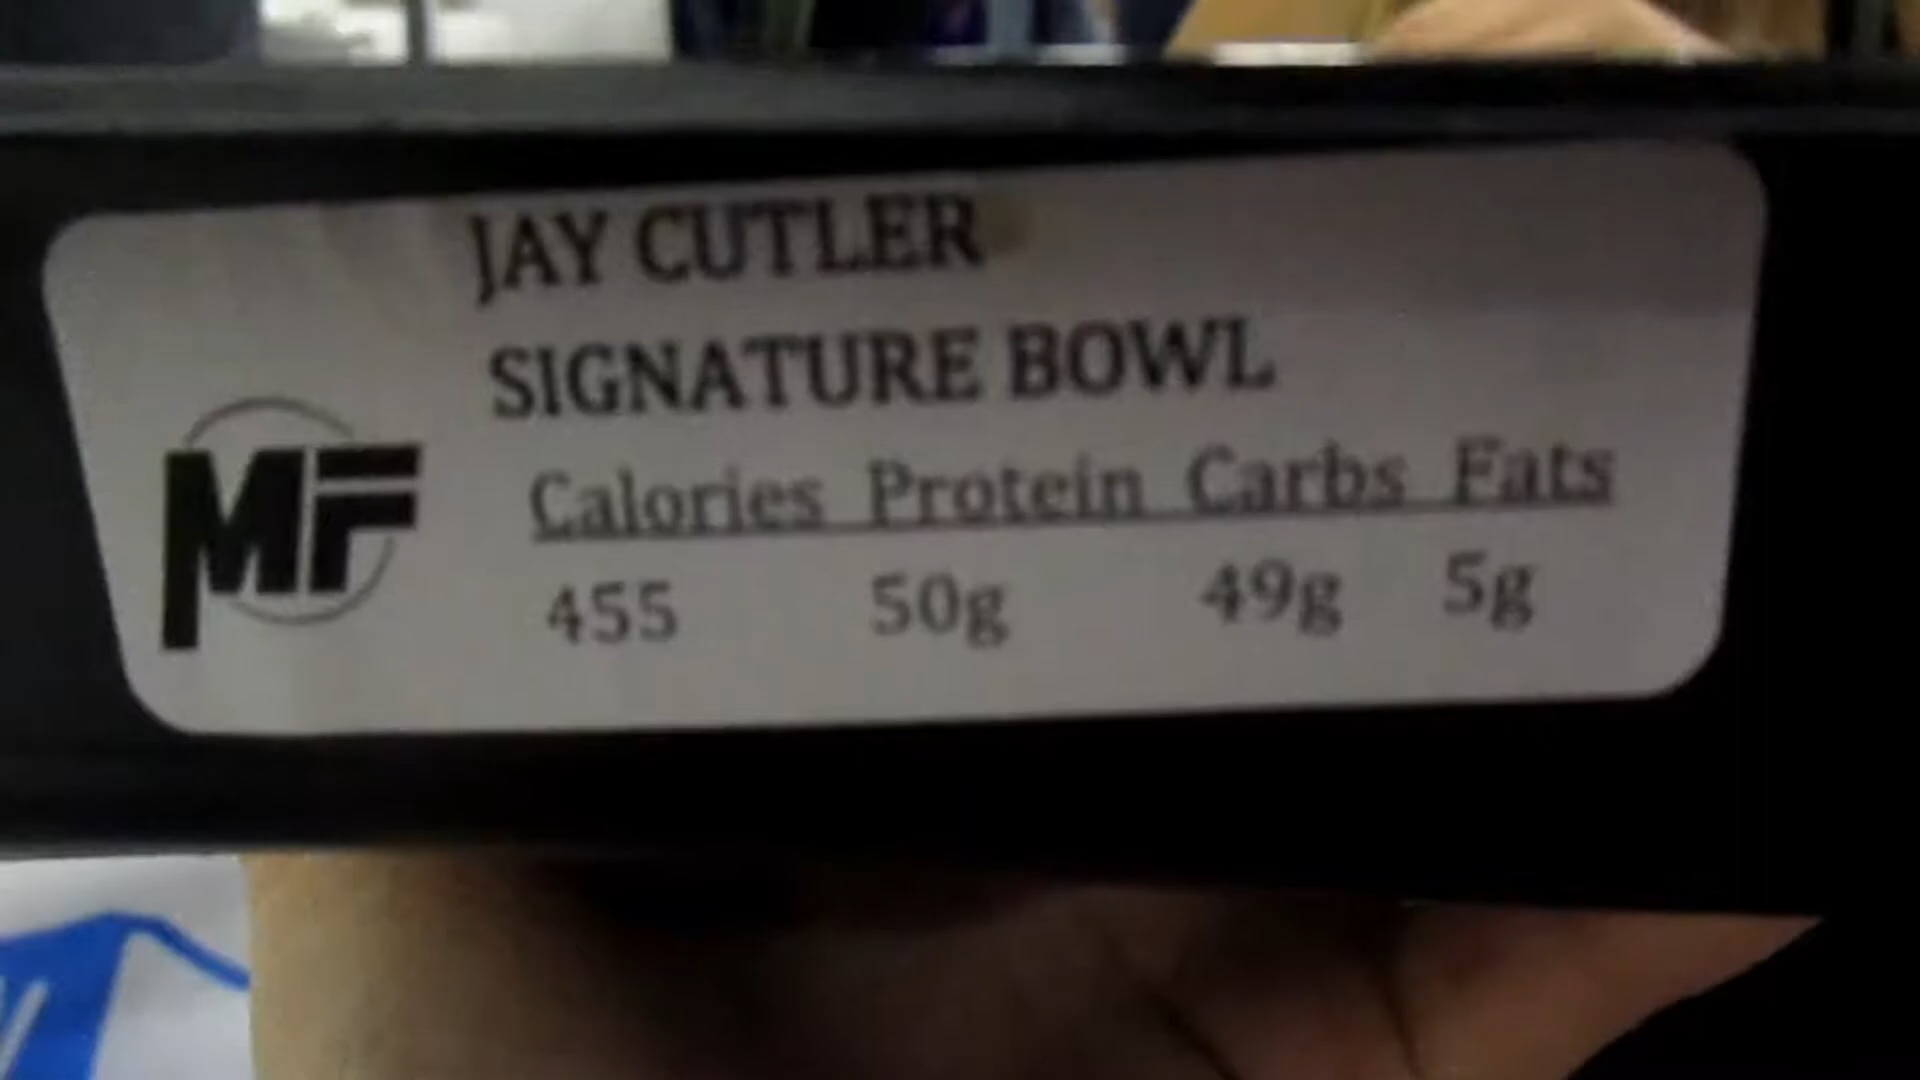 JAY CUTLER
SIGNATURE BOWL
MF
Calories Protein Carbs Fats
455 50g 49g 5g